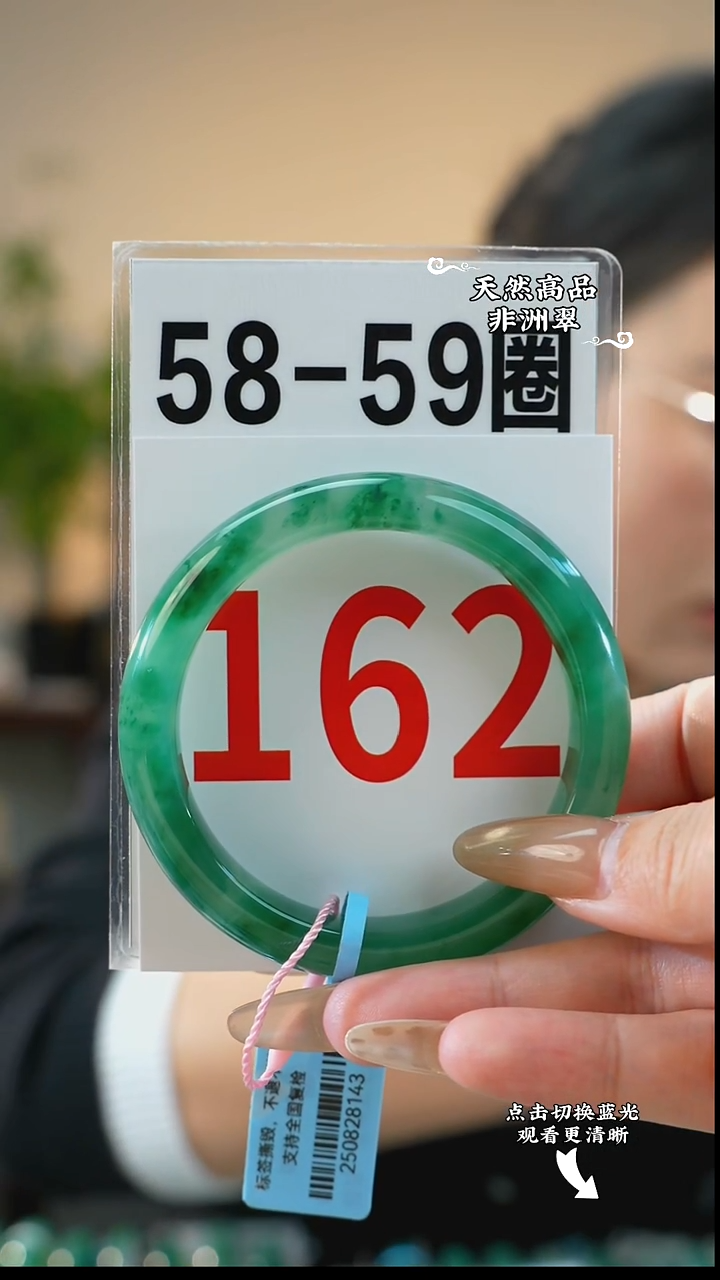 天然高品
非洲翠
58-59圈
162
标签撕毁，不退
支持全国复检
250828143
点击切换蓝光
观看更清晰